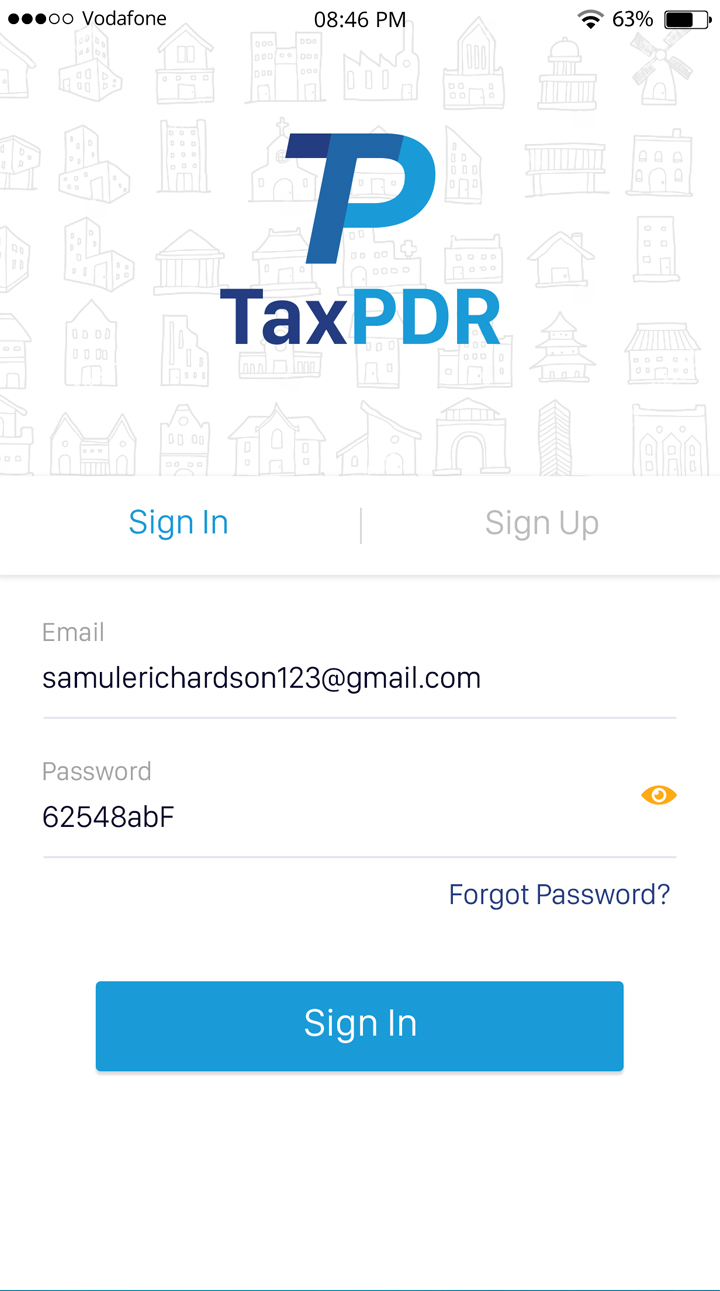 Vodafone 08:46 PM 63%
TP
TaxPDR
Sign In Sign Up
Email
samulerichardson123@gmail.com
Password
62548abF
Forgot Password?
Sign In